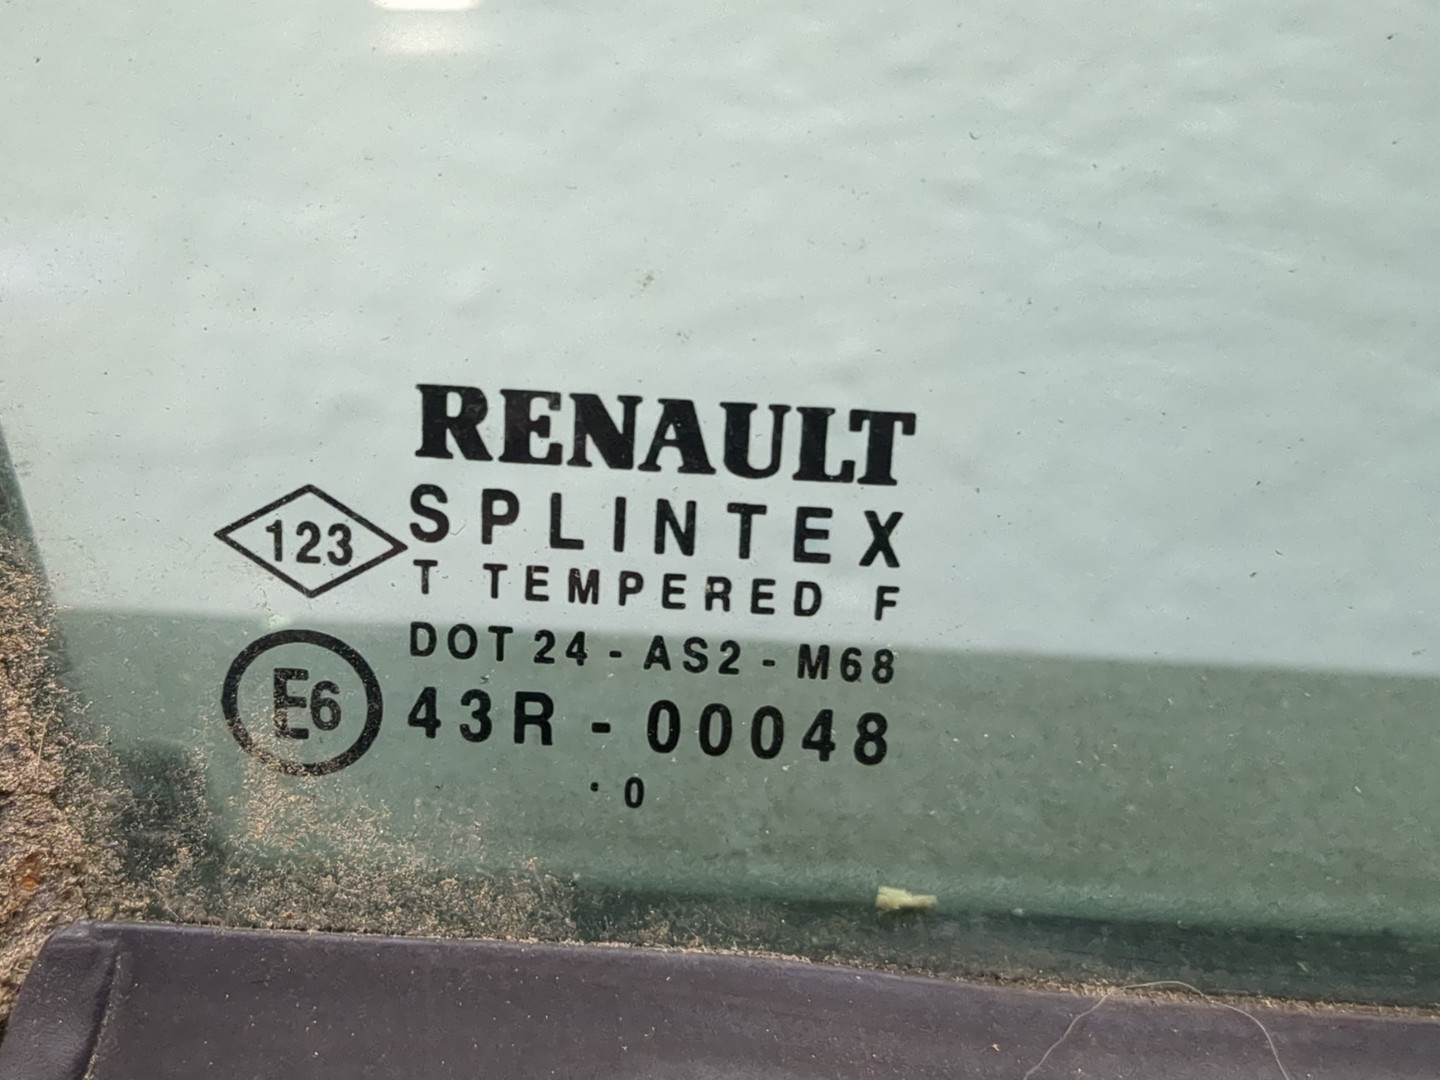 RENAULT
123
SPLINTEX
T TEMPERED F
DOT 24 - AS2 - M68
E6
43R - 00048
· 0